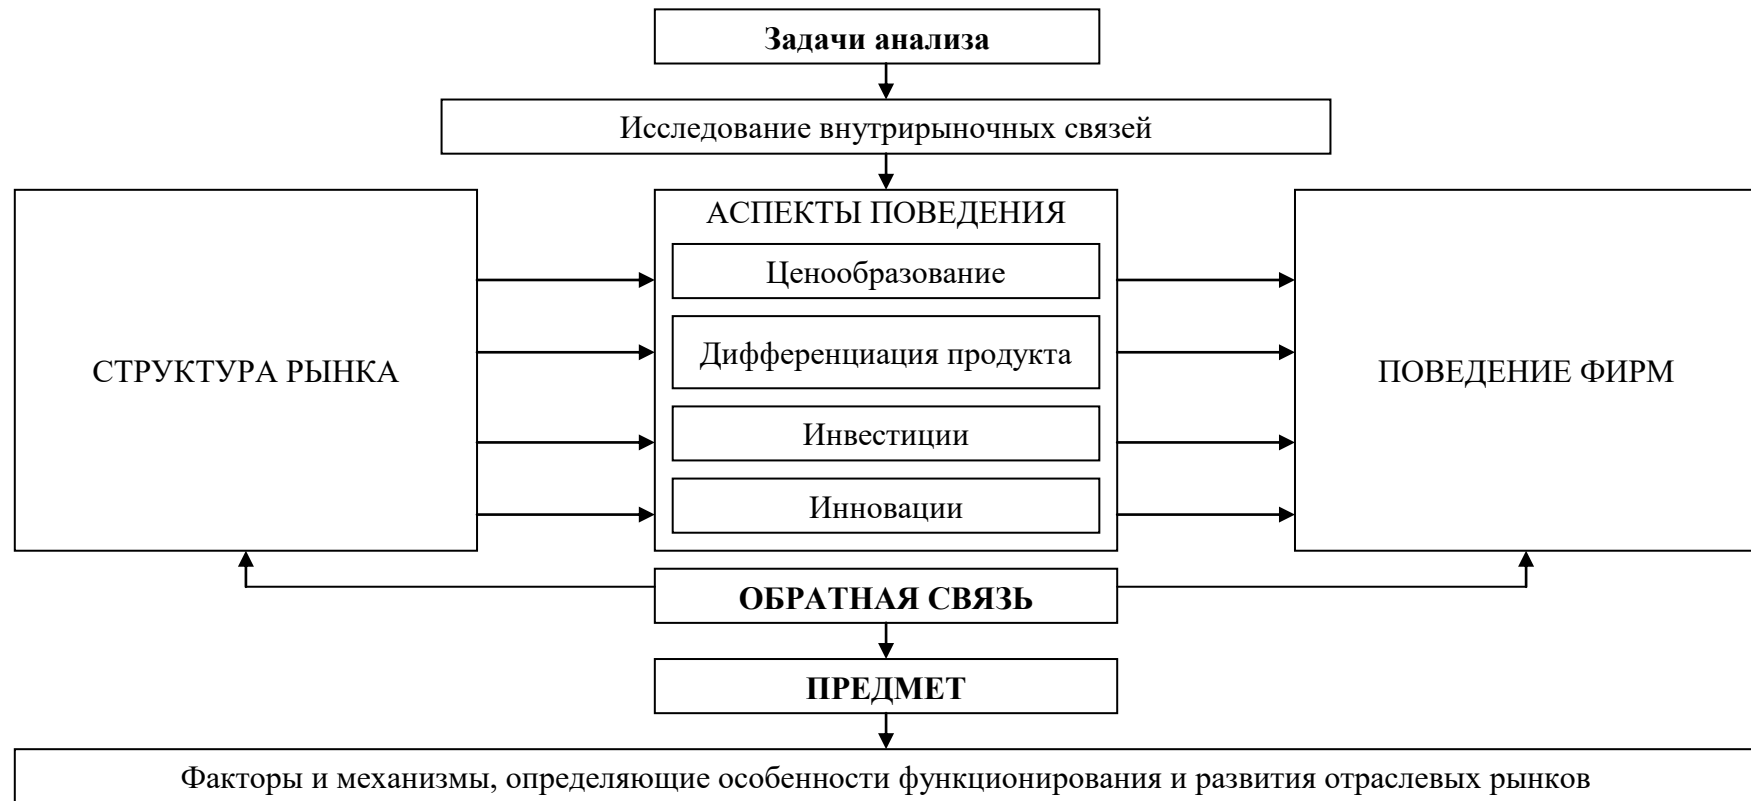 Задачи анализа
Исследование внутрирыночных связей
АСПЕКТЫ ПОВЕДЕНИЯ
Ценообразование
Дифференциация продукта
СТРУКТУРА РЫНКА
ПОВЕДЕНИЕ ФИРМ
Инвестиции
Инновации
ОБРАТНАЯ СВЯЗЬ
ПРЕДМЕТ
Факторы и механизмы, определяющие особенности функционирования и развития отраслевых рынков